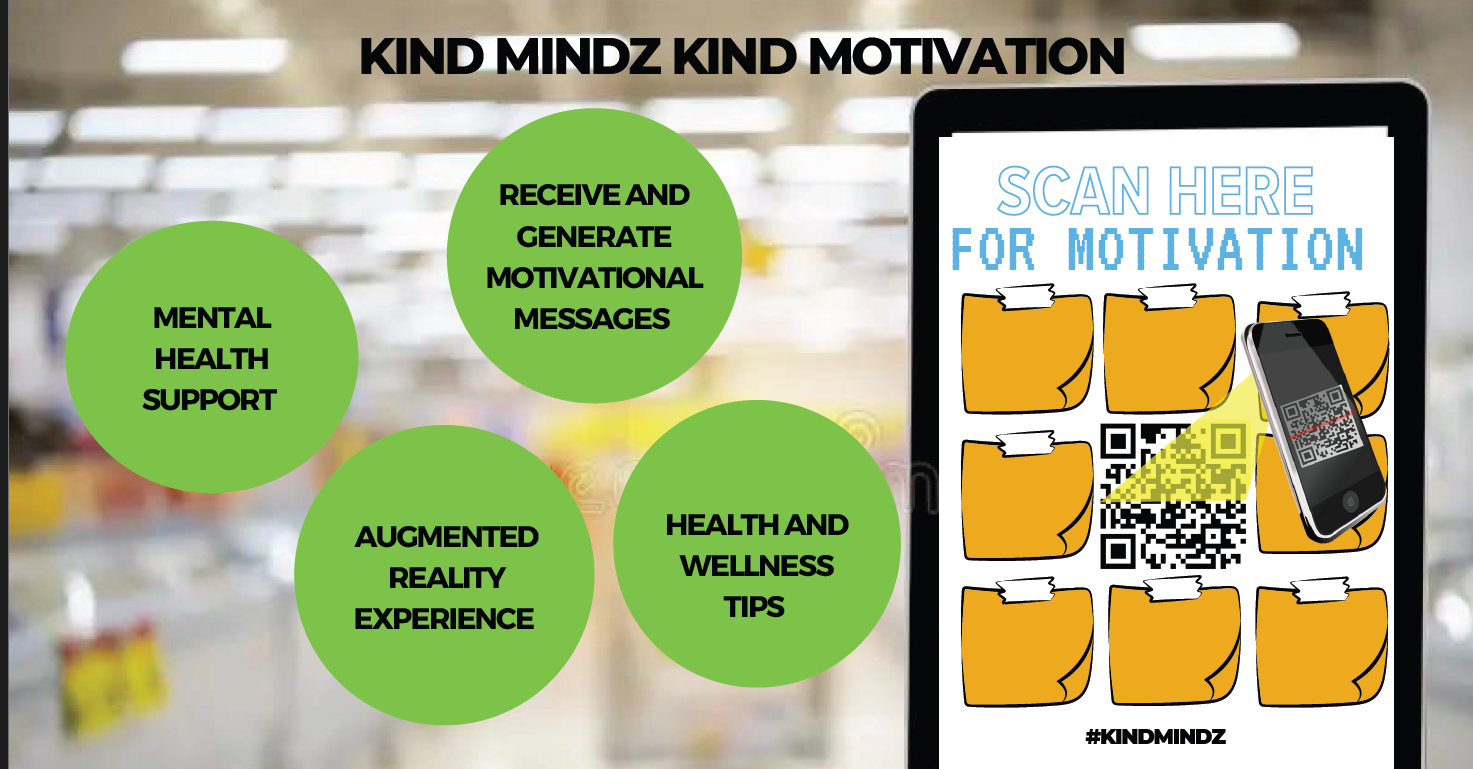 KIND MINDZ KIND MOTIVATION
MENTAL
HEALTH
SUPPORT
RECEIVE AND
GENERATE
MOTIVATIONAL
MESSAGES
AUGMENTED
REALITY
EXPERIENCE
HEALTH AND
WELLNESS
TIPS
SCAN HERE
FOR MOTIVATION
#KINDMINDZ